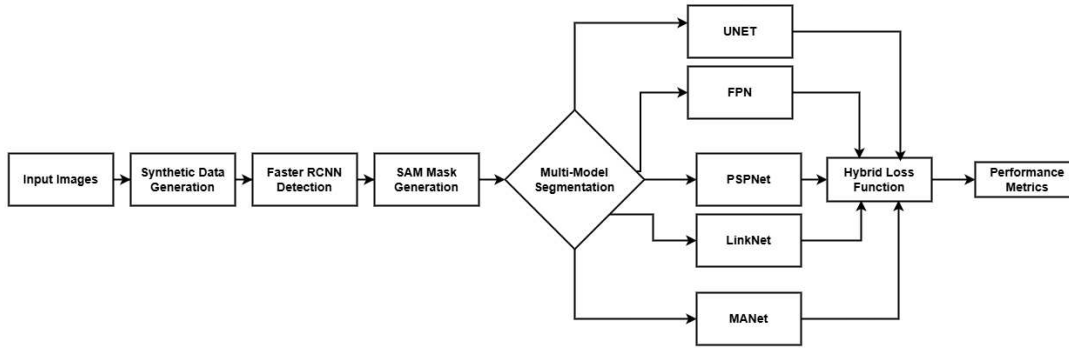 Input Images
Synthetic Data
Generation
Faster RCNN
Detection
SAM Mask
Generation
Multi-Model
Segmentation
UNET
FPN
PSPNet
LinkNet
MANet
Hybrid Loss
Function
Performance
Metrics